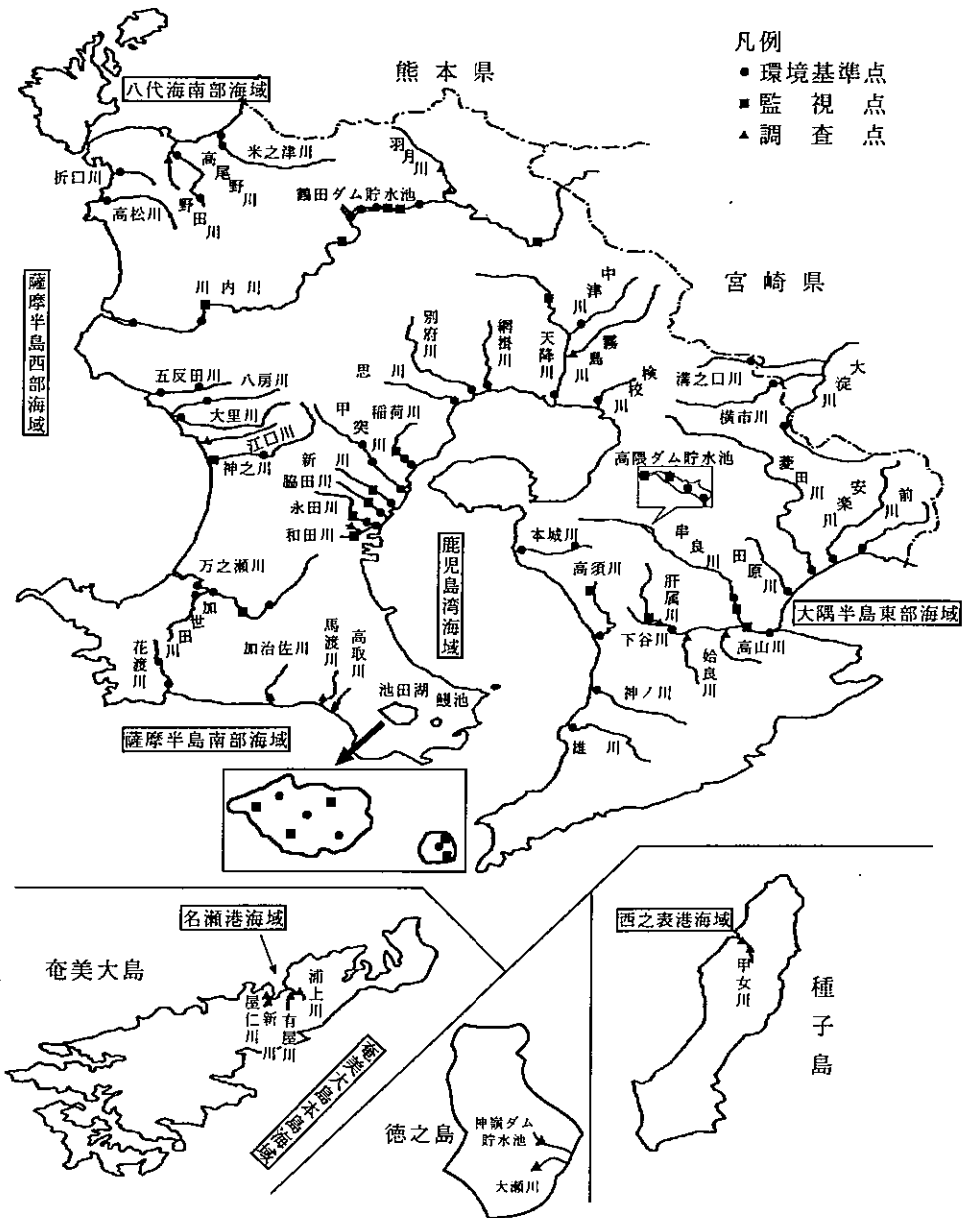 凡例
● 環境基準点
■ 監視点
▲ 調査点
熊本県
宮崎県
八代海南部海域
米之津川
高尾野川
野田川
折口川
高松川
羽月川
鶴田ダム貯水池
川内川
薩摩半島西部海域
中津川
霧島川
天降川
網掛川
別府川
思川
検校川
溝之口川
大淀川
横市川
五反田川
八房川
大里川
江口川
神之川
甲突川
稲荷川
新川
脇田川
永田川
和田川
高隈ダム貯水池
菱田川
安楽川
前川
本城川
串良川
田原川
高須川
肝属川
下谷川
姶良川
高山川
大隅半島東部海域
鹿児島湾海域
万之瀬川
加世田川
花渡川
加治佐川
馬渡川
高取川
池田湖
鰻池
神ノ川
雄川
薩摩半島南部海域
名瀬港海域
奄美大島
浦上川
有屋川
新川
屋仁川
奄美大島本島海域
徳之島
神嶺ダム
貯水池
大瀬川
西之表港海域
甲女川
種子島